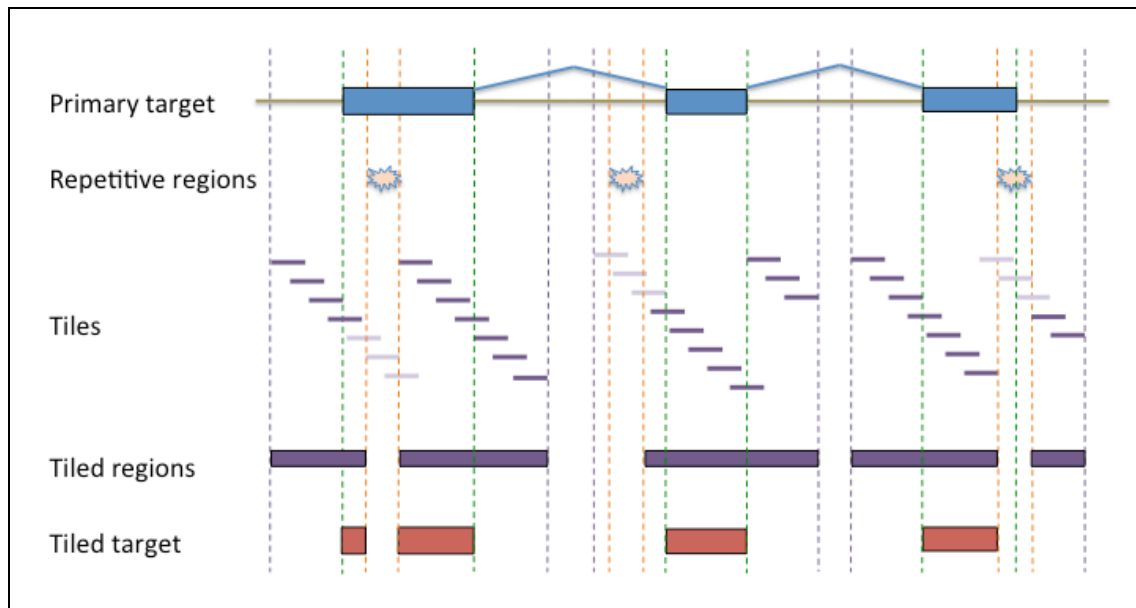 Primary target
Repetitive regions
Tiles
Tiled regions
Tiled target